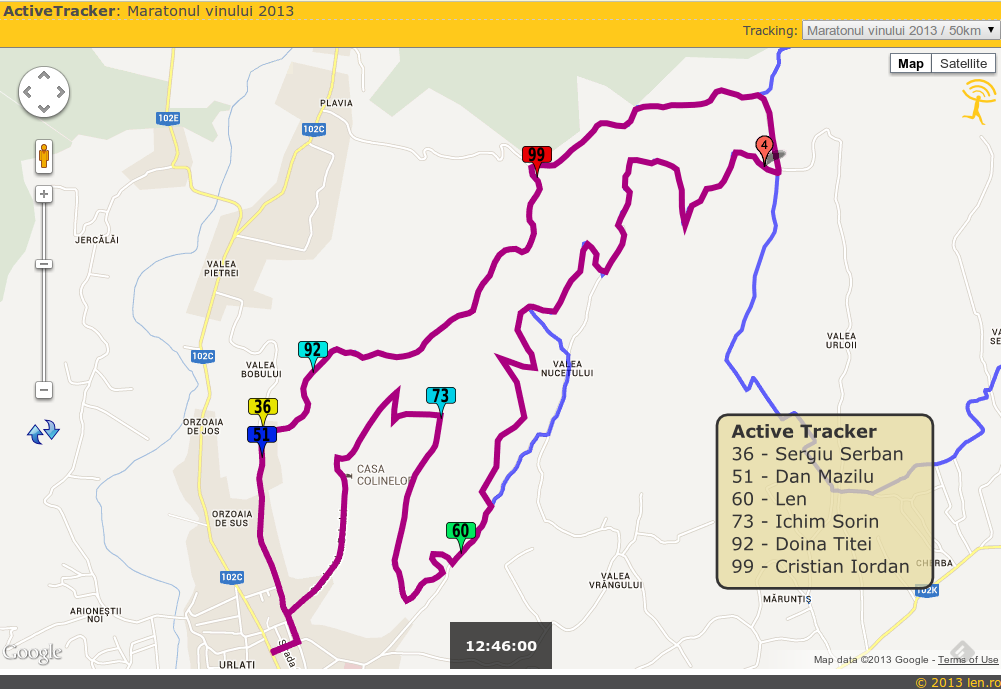 ActiveTracker: Maratonul vinului 2013
Tracking: Maratonul vinului 2013 / 50km
Map Satellite
PLAVIA
102E
102C
99
4
JERCĂLĂI
VALEA
PIETREI
VALEA
URLOII
92
102C
VALEA
BOBULUI
VALEA
NUCETULUI
73
36
ORZOAIA
DE JOS
51
CASA
COLINELOR
Active Tracker
36 - Sergiu Serban
51 - Dan Mazilu
60 - Len
73 - Ichim Sorin
92 - Doina Titei
99 - Cristian Iordan
ORZOAIA
DE SUS
60
102C
VALEA
VRÂNGULUI
CHERBA
102K
MĂRUNȚIȘ
ARIONEȘTII
NOI
12:46:00
Google
URLATI
Map data ©2013 Google - Terms of Use
© 2013 len.ro